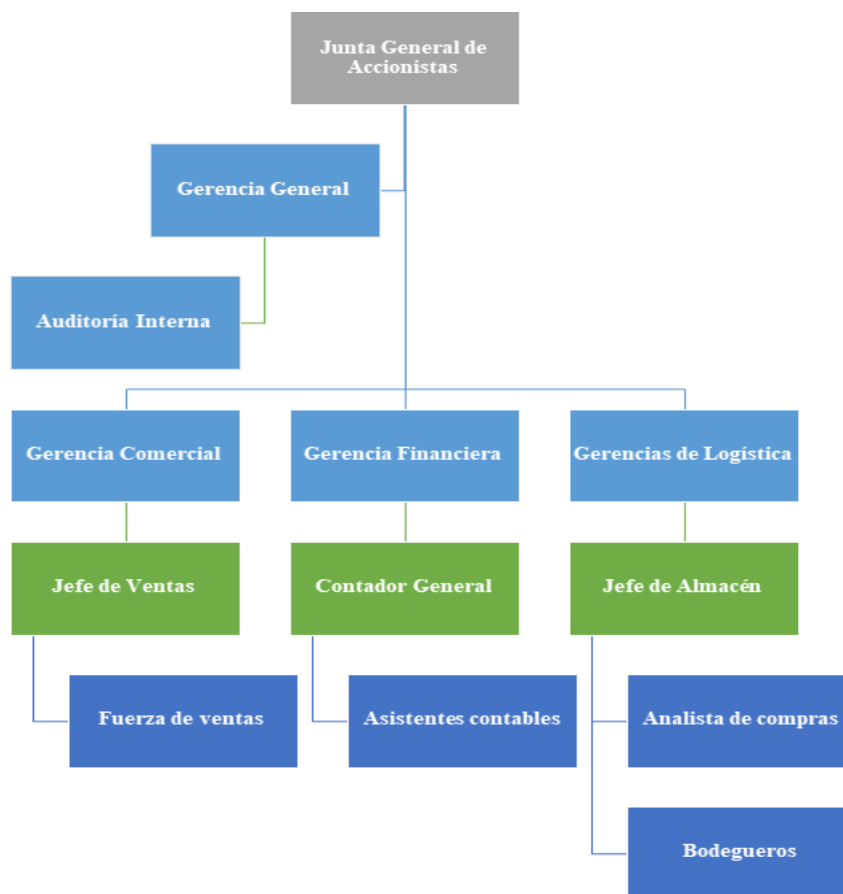 Junta General de
Accionistas
Gerencia General
Auditoría Interna
Gerencia Comercial
Gerencia Financiera
Gerencias de Logística
Jefe de Ventas
Contador General
Jefe de Almacén
Fuerza de ventas
Asistentes contables
Analista de compras
Bodegueros